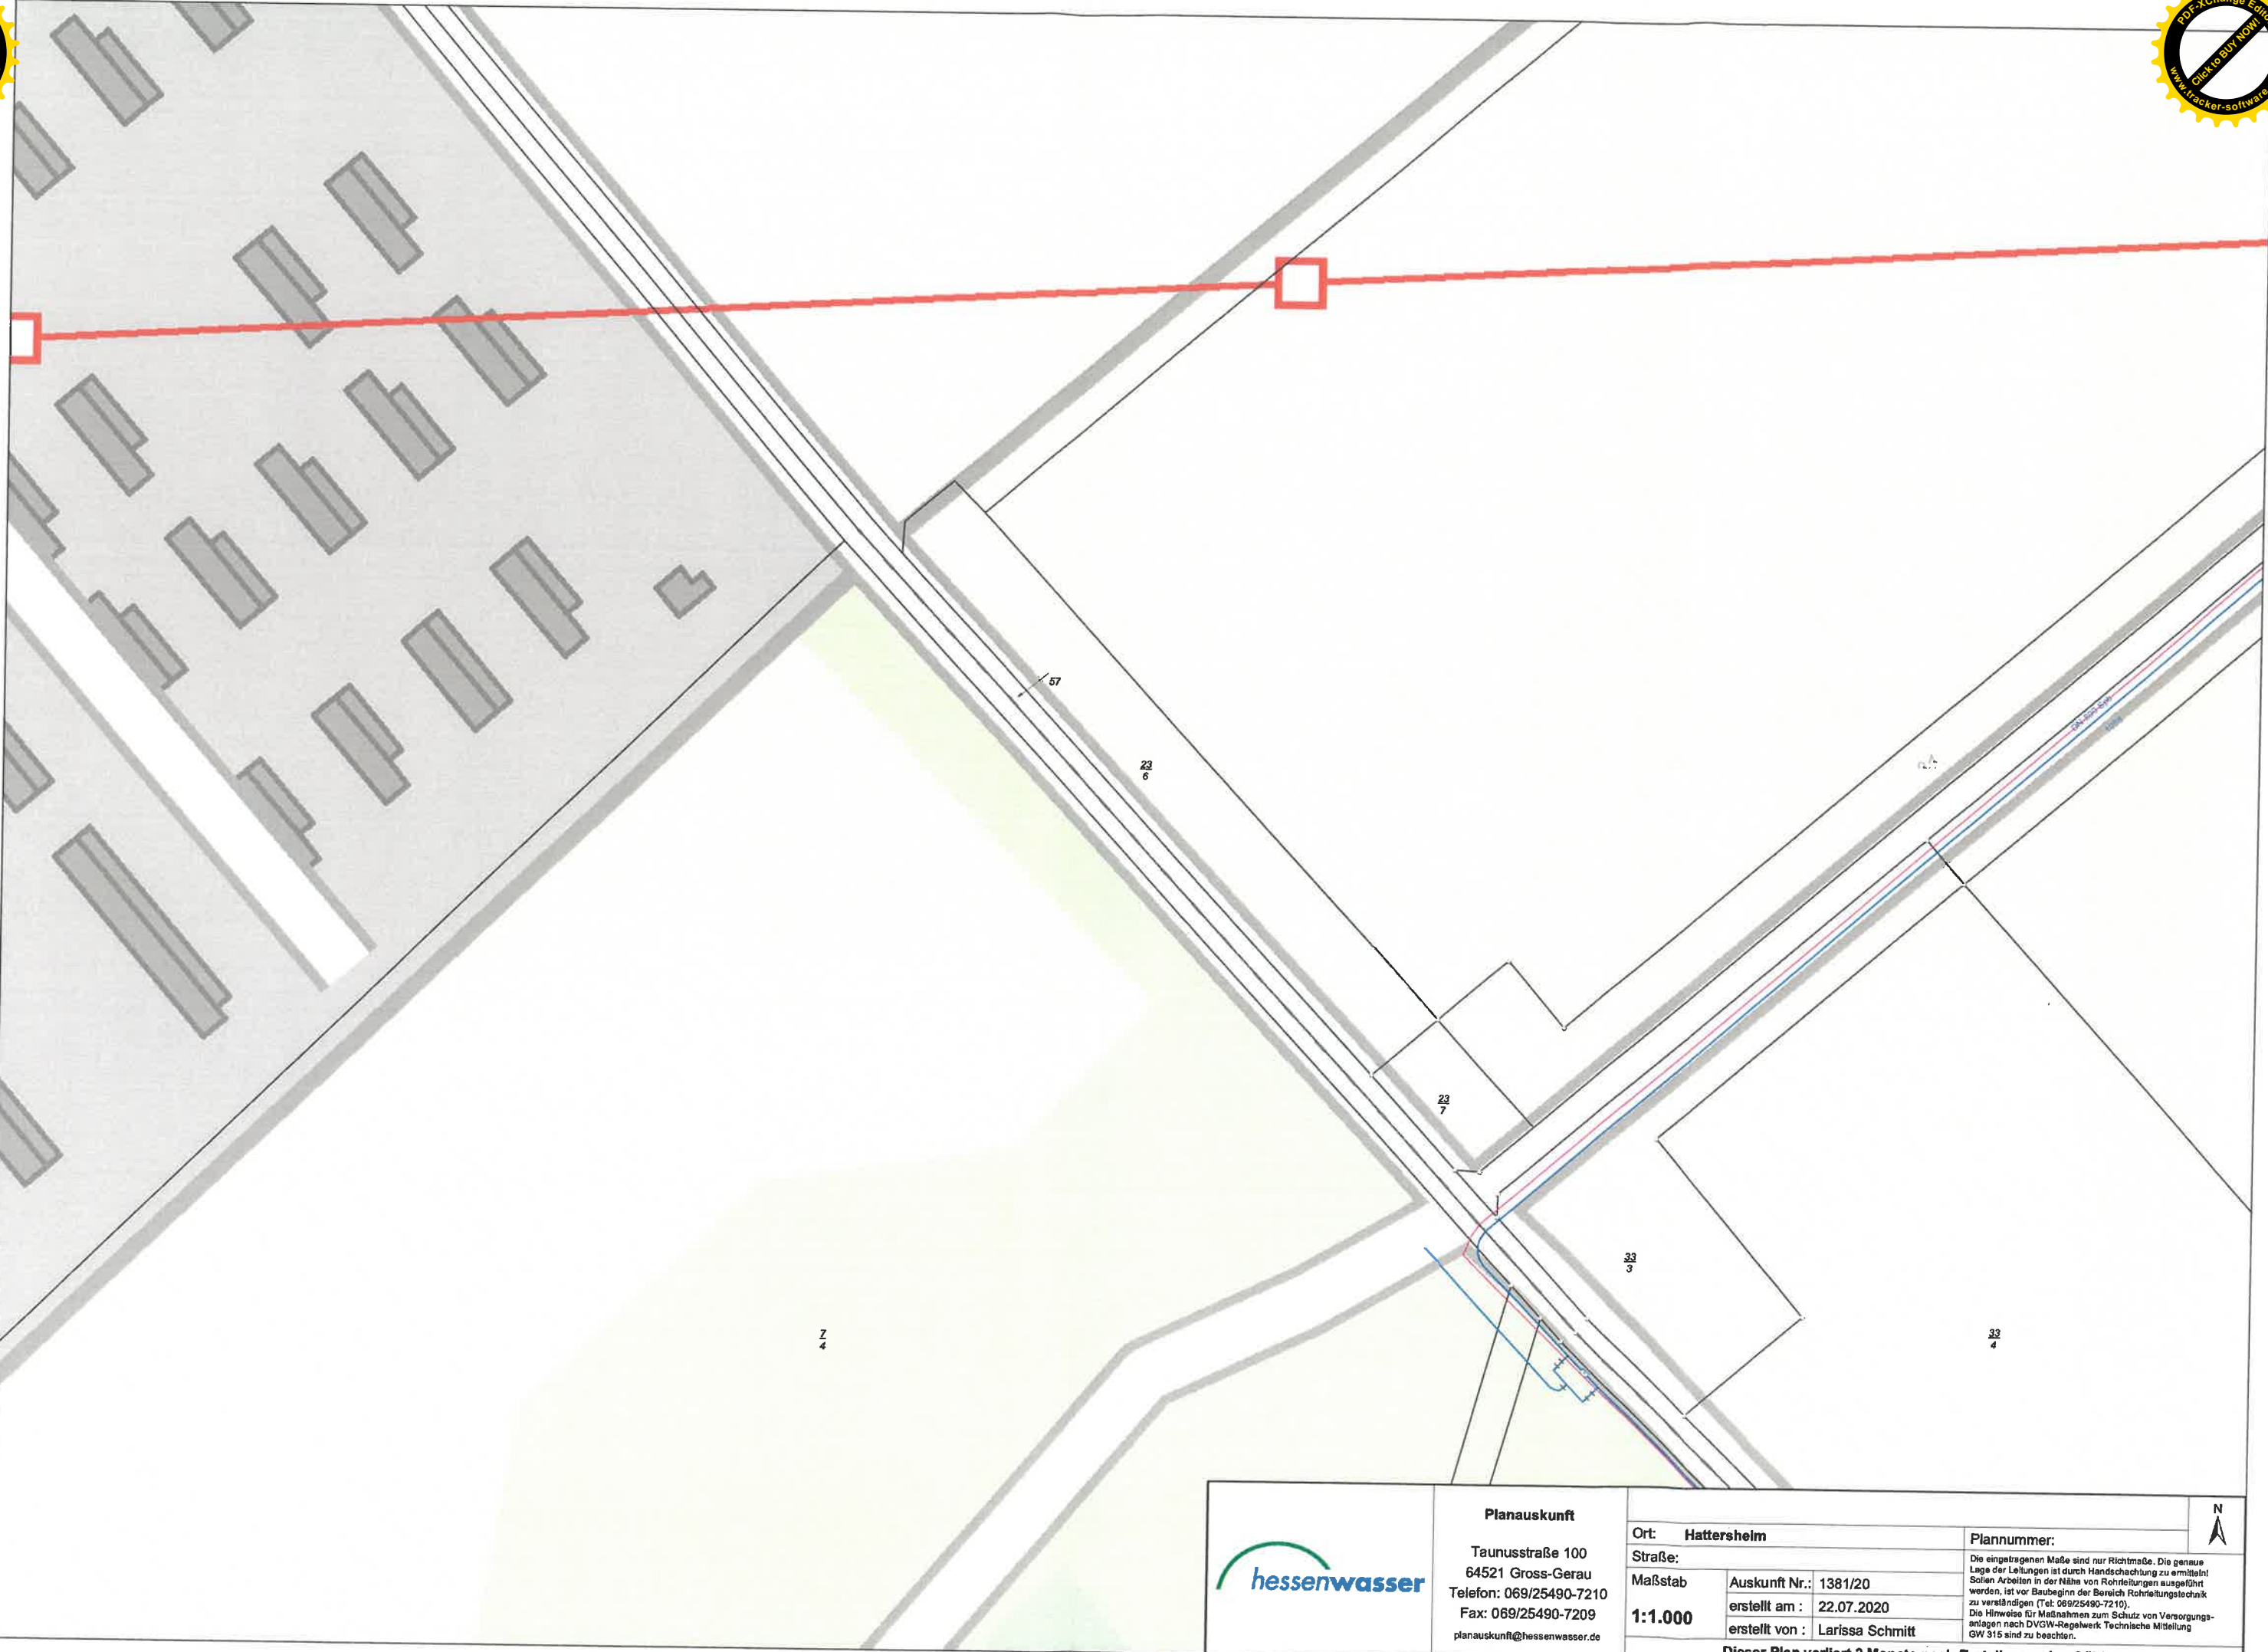 PDF-XChange
Click to BUY NOW!
www.tracker-software
57
23
6
23
7
33
3
33
4
7
4
hessenwasser
Planauskunft
Taunusstraße 100
64521 Gross-Gerau
Telefon: 069/25490-7210
Fax: 069/25490-7209
planauskunft@hessenwasser.de
Ort: Hattersheim
Straße:
Maßstab
1:1.000
Auskunft Nr.: 1381/20
erstellt am : 22.07.2020
erstellt von : Larissa Schmitt
N
Plannummer:
Die eingetragenen Maße sind nur Richtmaße. Die genaue
Lage der Leitungen ist durch Handschachtung zu ermitteln!
Sollen Arbeiten in der Nähe von Rohrleitungen ausgeführt
werden, ist vor Baubeginn der Bereich Rohrleitungstechnik
zu verständigen (Tel: 069/25490-7210).
Die Hinweise für Maßnahmen zum Schutz von Versorgungs-
anlagen nach DVGW-Regelwerk Technische Mitteilung
GW 315 sind zu beachten.
Dieser Plan verliert 3 Monate nach